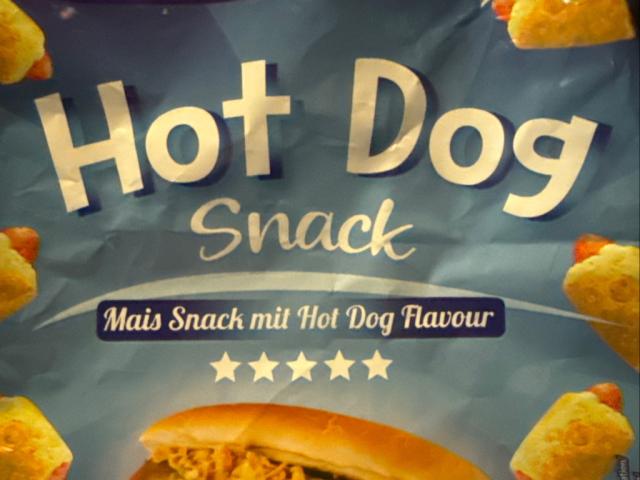 Hot Dog
Snack
Mais Snack mit Hot Dog Flavour